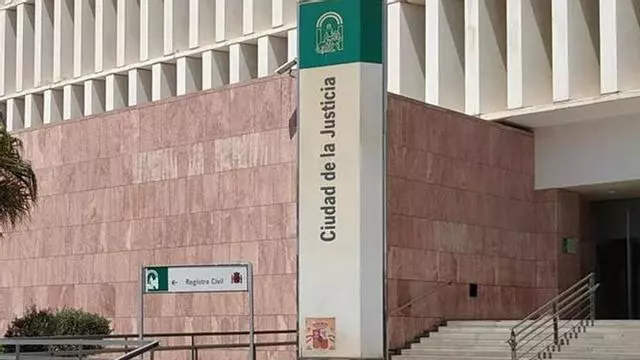 Ciudad de la Justicia
← Registro Civil